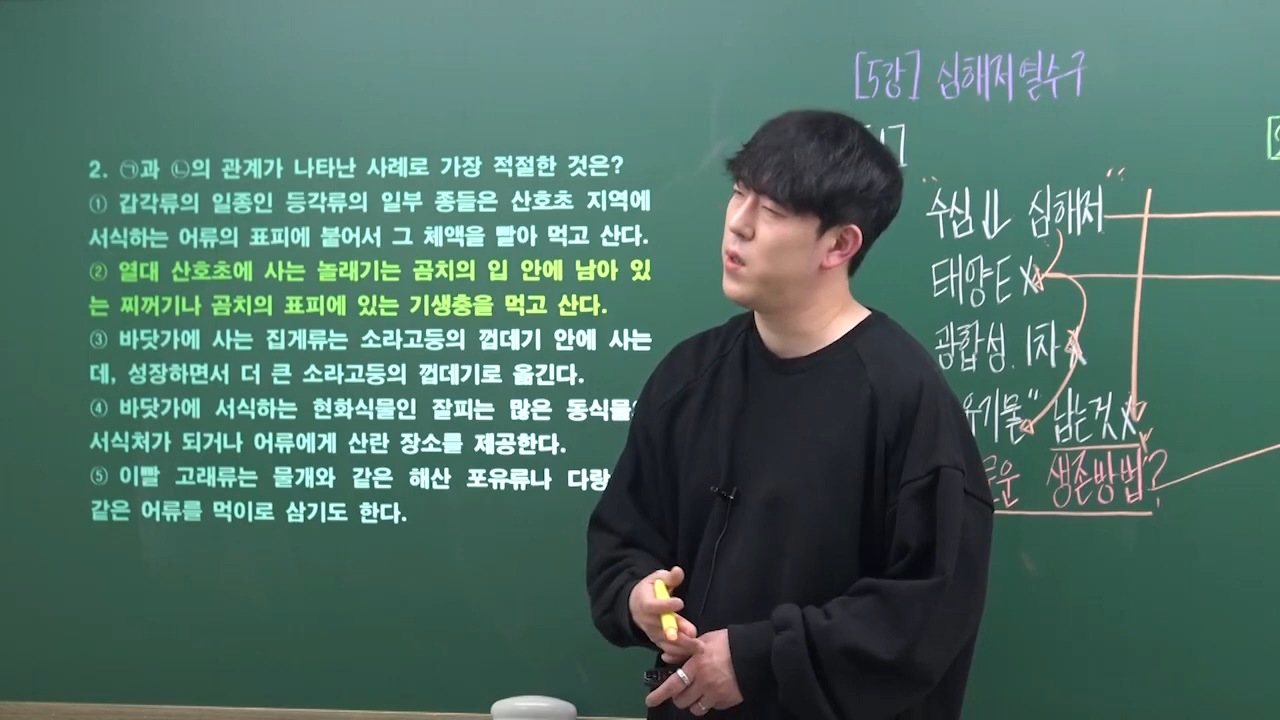 2. ㉠과 ㉡의 관계가 나타난 사례로 가장 적절한 것은?
① 갑각류의 일종인 등각류의 일부 종들은 산호초 지역에
서식하는 어류의 표피에 붙어서 그 체액을 빨아 먹고 산다.
② 열대 산호초에 사는 놀래기는 곰치의 입 안에 남아 있
는 찌꺼기나 곰치의 표피에 있는 기생충을 먹고 산다.
③ 바닷가에 사는 집게류는 소라고둥의 껍데기 안에 사는
데, 성장하면서 더 큰 소라고둥의 껍데기로 옮긴다.
④ 바닷가에 서식하는 현화식물인 잘피는 많은 동식물의
서식처가 되거나 어류에게 산란 장소를 제공한다.
⑤ 이빨 고래류는 물개와 같은 해산 포유류나 다랑
같은 어류를 먹이로 삼기도 한다.
[5강] 심해저열수구
"수심 심해저"
태양E X
광합성. 1차 X
유기물" 남는것 X
생존방법?